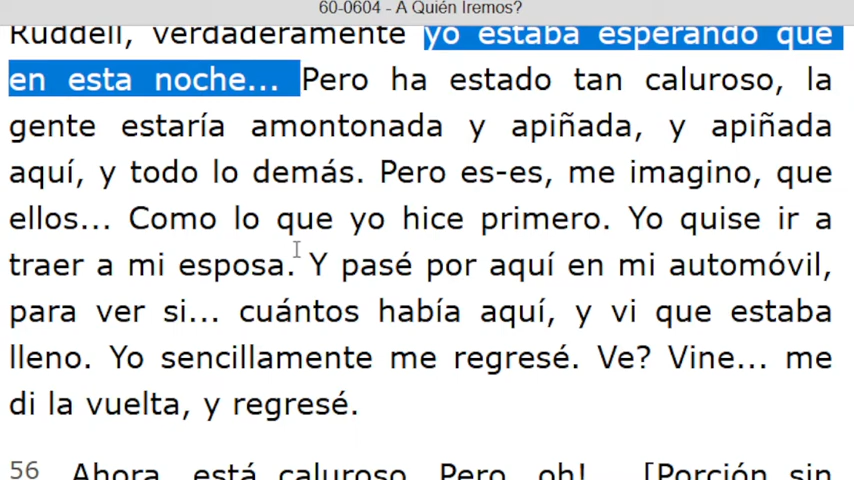 60-0604 - A Quién Iremos?
Ruddell, verdaderamente yo estaba esperando que
en esta noche... Pero ha estado tan caluroso, la
gente estaría amontonada y apiñada, y apiñada
aquí, y todo lo demás. Pero es-es, me imagino, que
ellos... Como lo que yo hice primero. Yo quise ir a
traer a mi esposa. Y pasé por aquí en mi automóvil,
para ver si... cuántos había aquí, y vi que estaba
lleno. Yo sencillamente me regresé. Ve? Vine... me
di la vuelta, y regresé.
56 Ahora, está caluroso. Pero, oh!... [Porción sin